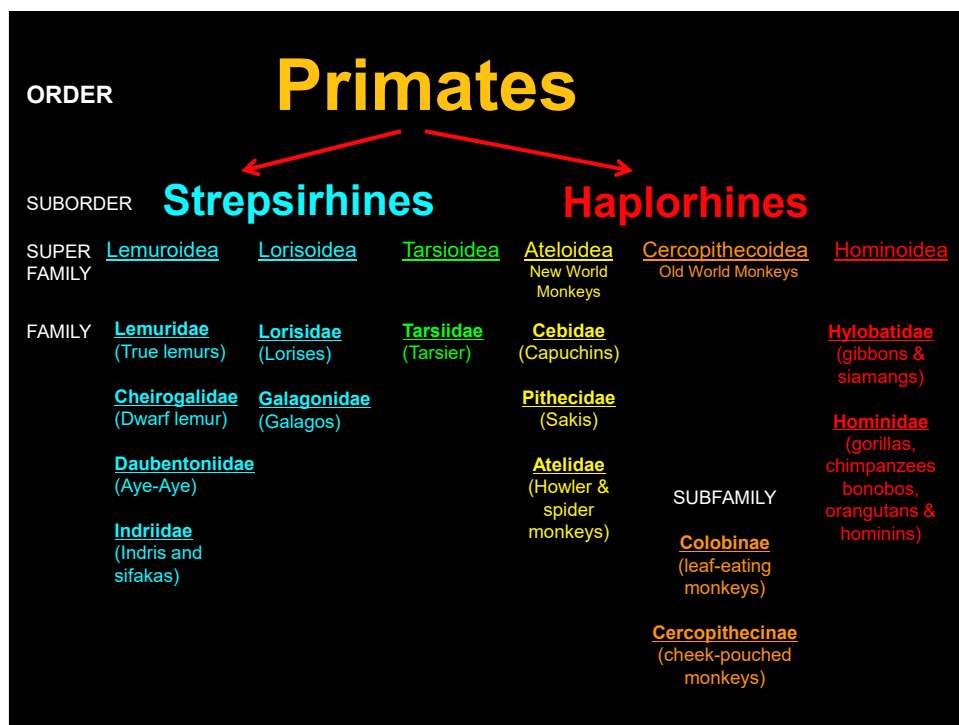 ORDER
Primates
SUBORDER
Strepsirhines
Haplorhines
SUPER
FAMILY
Lemuroidea
Lorisoidea
Tarsioidea
Ateloidea
New World
Monkeys
Cercopithecoidea
Old World Monkeys
Hominoidea
FAMILY
Lemuridae
(True lemurs)
Cheirogalidae
(Dwarf lemur)
Daubentoniidae
(Aye-Aye)
Indriidae
(Indris and
sifakas)
Lorisidae
(Lorises)
Galagonidae
(Galagos)
Tarsiidae
(Tarsier)
Cebidae
(Capuchins)
Pithecidae
(Sakis)
Atelidae
(Howler &
spider
monkeys)
SUBFAMILY
Colobinae
(leaf-eating
monkeys)
Cercopithecinae
(cheek-pouched
monkeys)
Hylobatidae
(gibbons &
siamangs)
Hominidae
(gorillas,
chimpanzees
bonobos,
orangutans &
hominins)